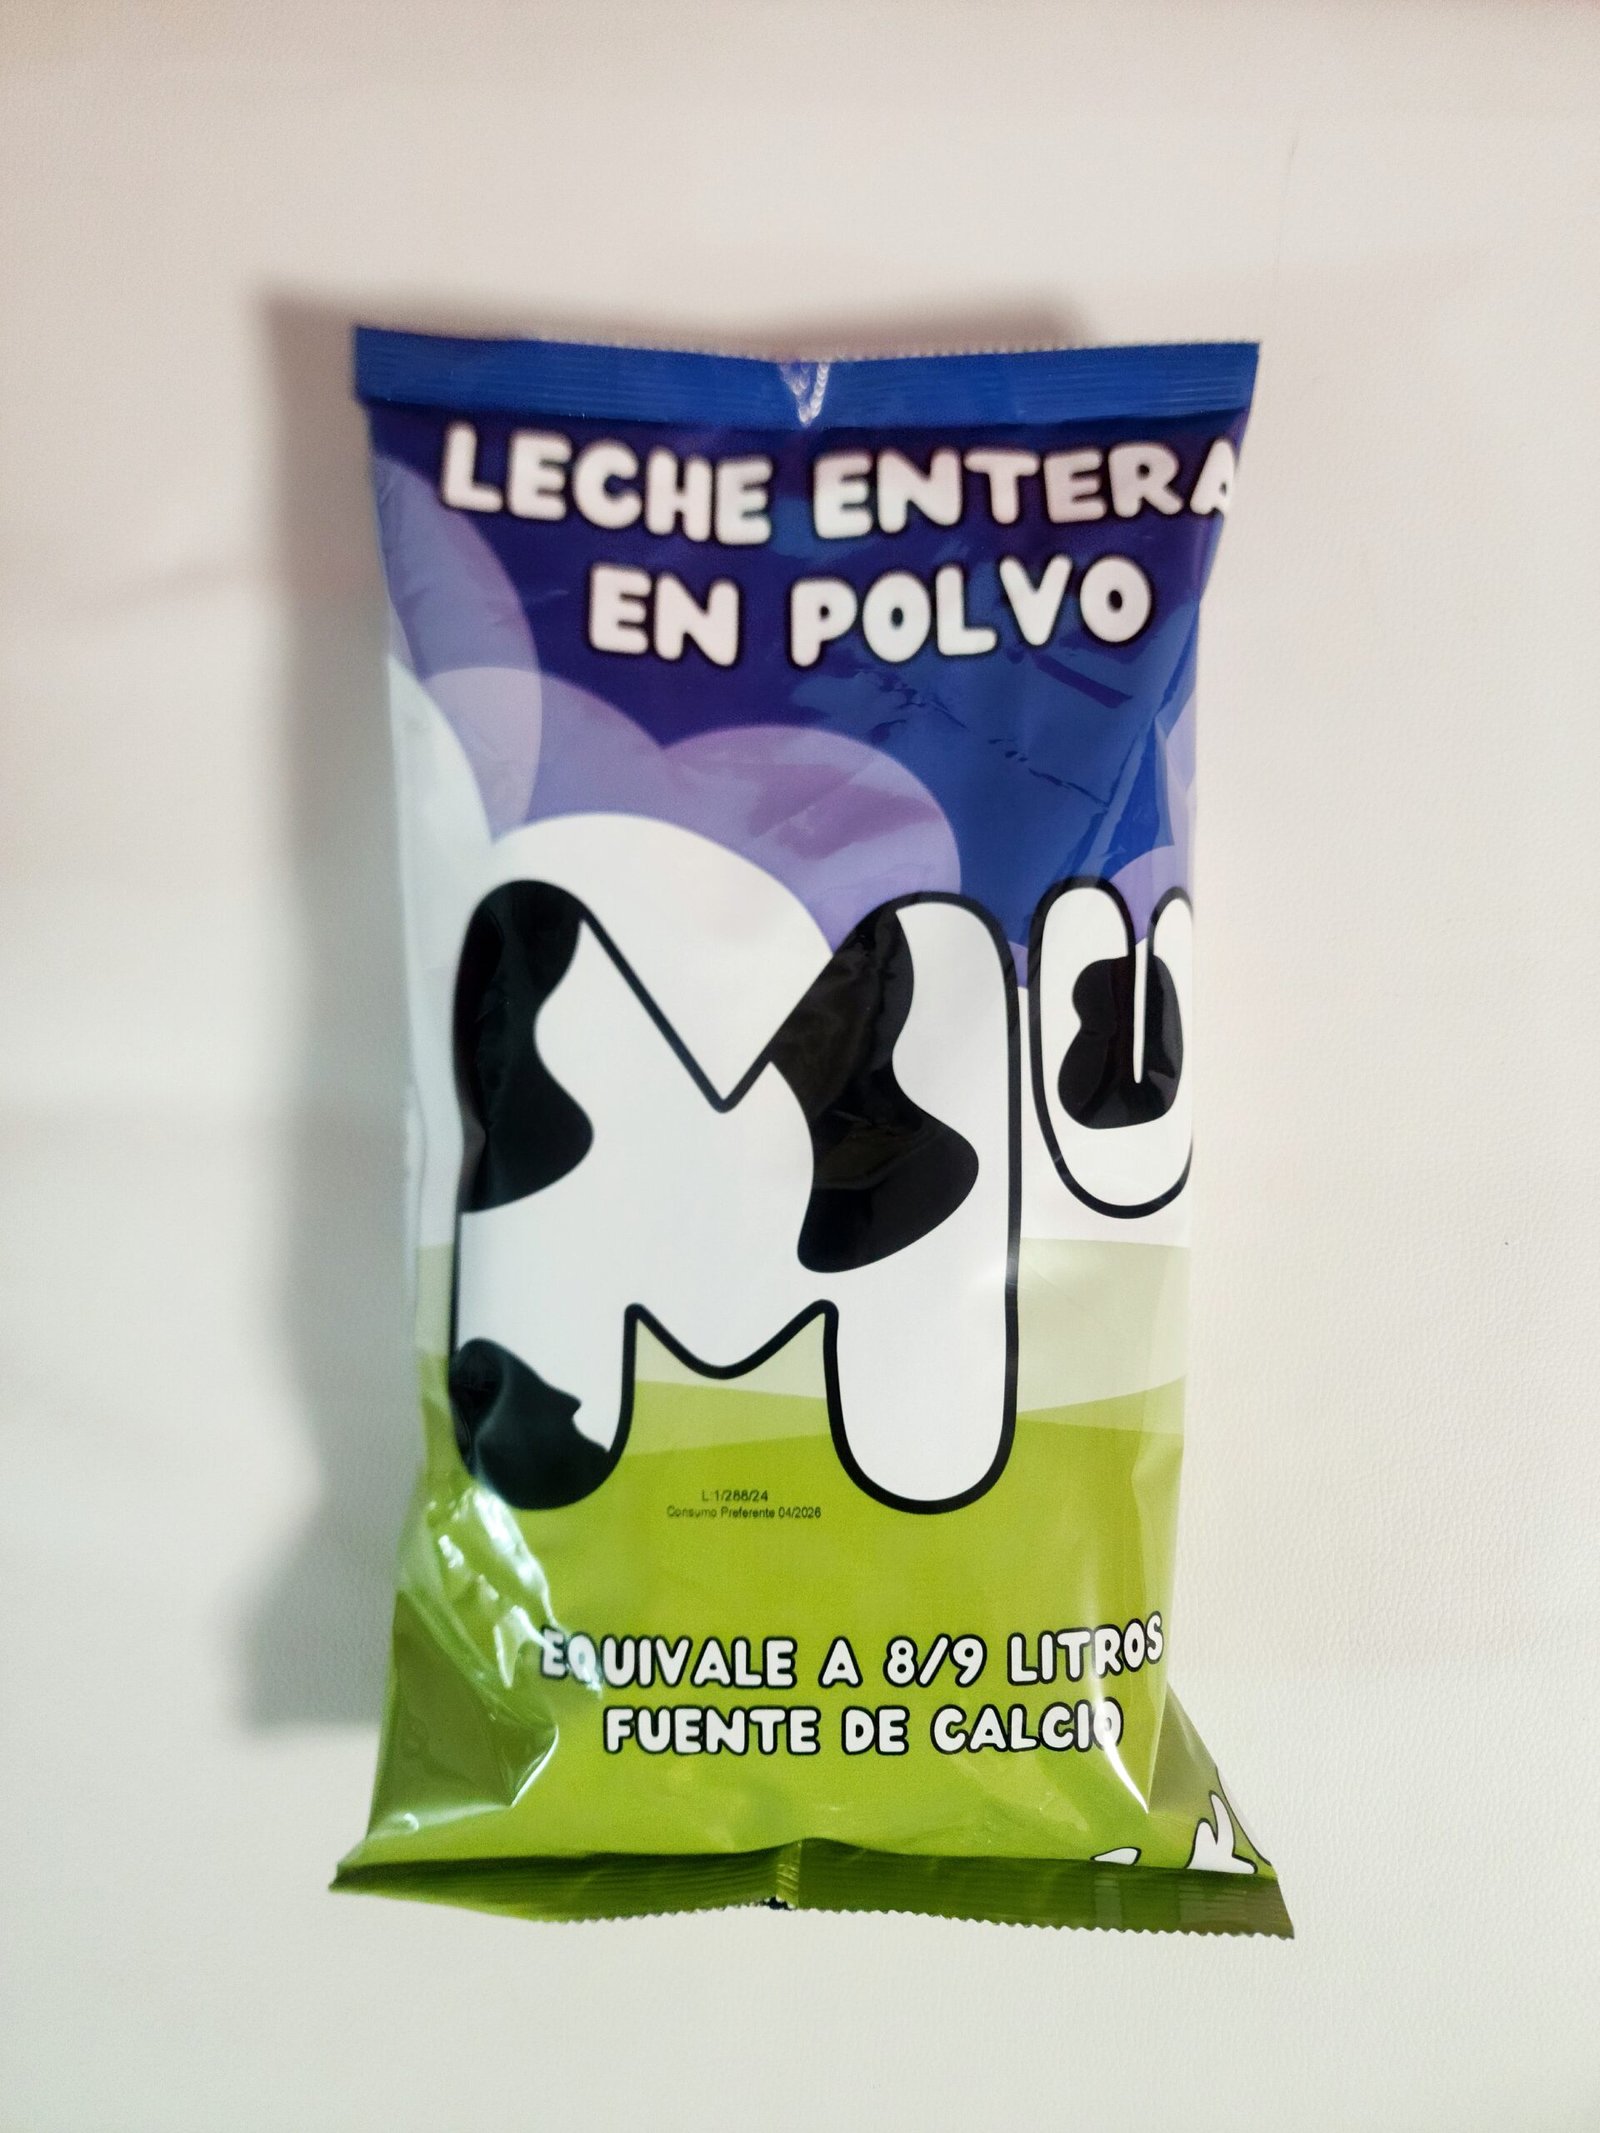 LECHE ENTERA
EN POLVO
MU
L:1/288/24
Consumo Preferente 04/2026
EQUIVALE A 8/9 LITROS
FUENTE DE CALCIO